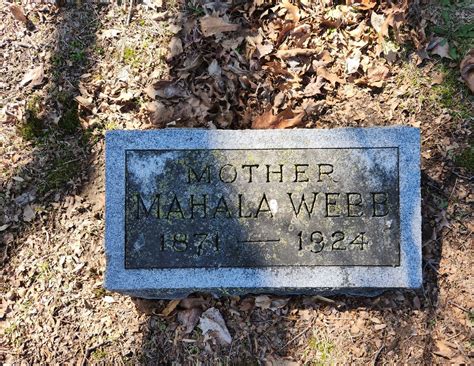 MOTHER
MAHALA WEBB
1871 — 1924